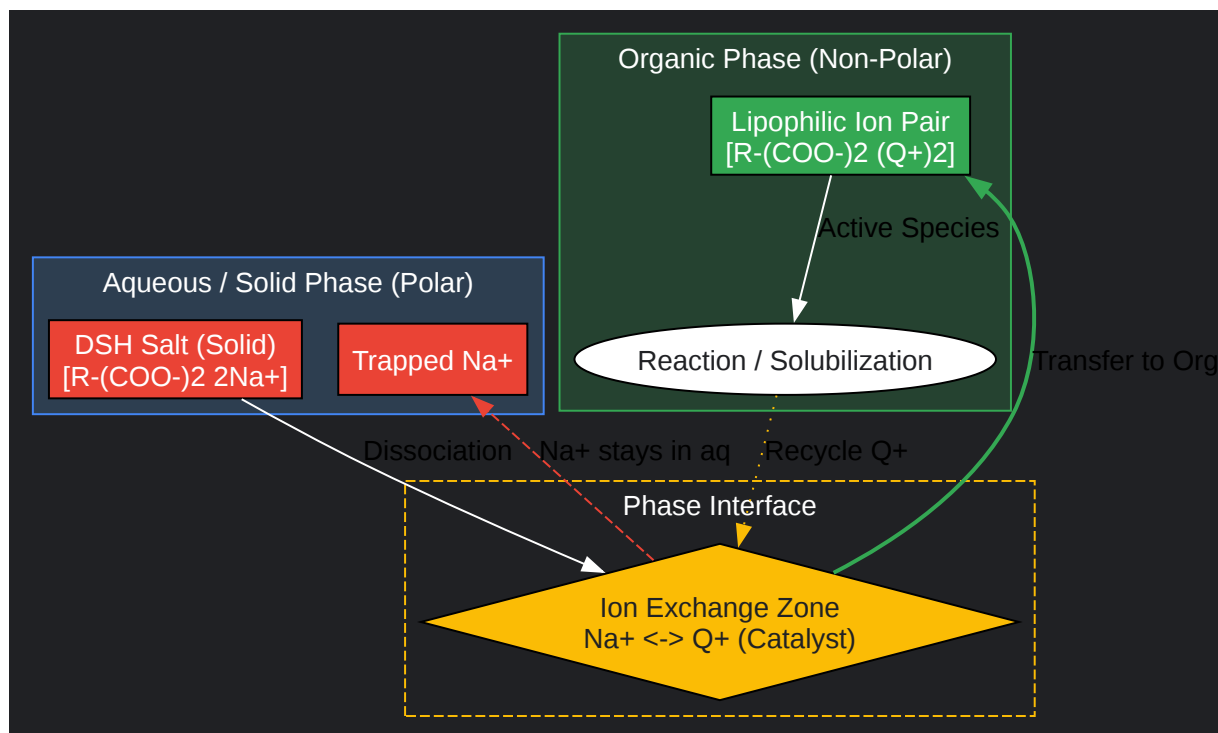 Organic Phase (Non-Polar)
Lipophilic Ion Pair
[R-(COO-)2 (Q+)2]
Active Species
Aqueous / Solid Phase (Polar)
DSH Salt (Solid)
[R-(COO-)2 2Na+]
Trapped Na+
Reaction / Solubilization
Transfer to Org
Dissociation
Na+ stays in aq
Recycle Q+
Phase Interface
Ion Exchange Zone
Na+ <-> Q+ (Catalyst)